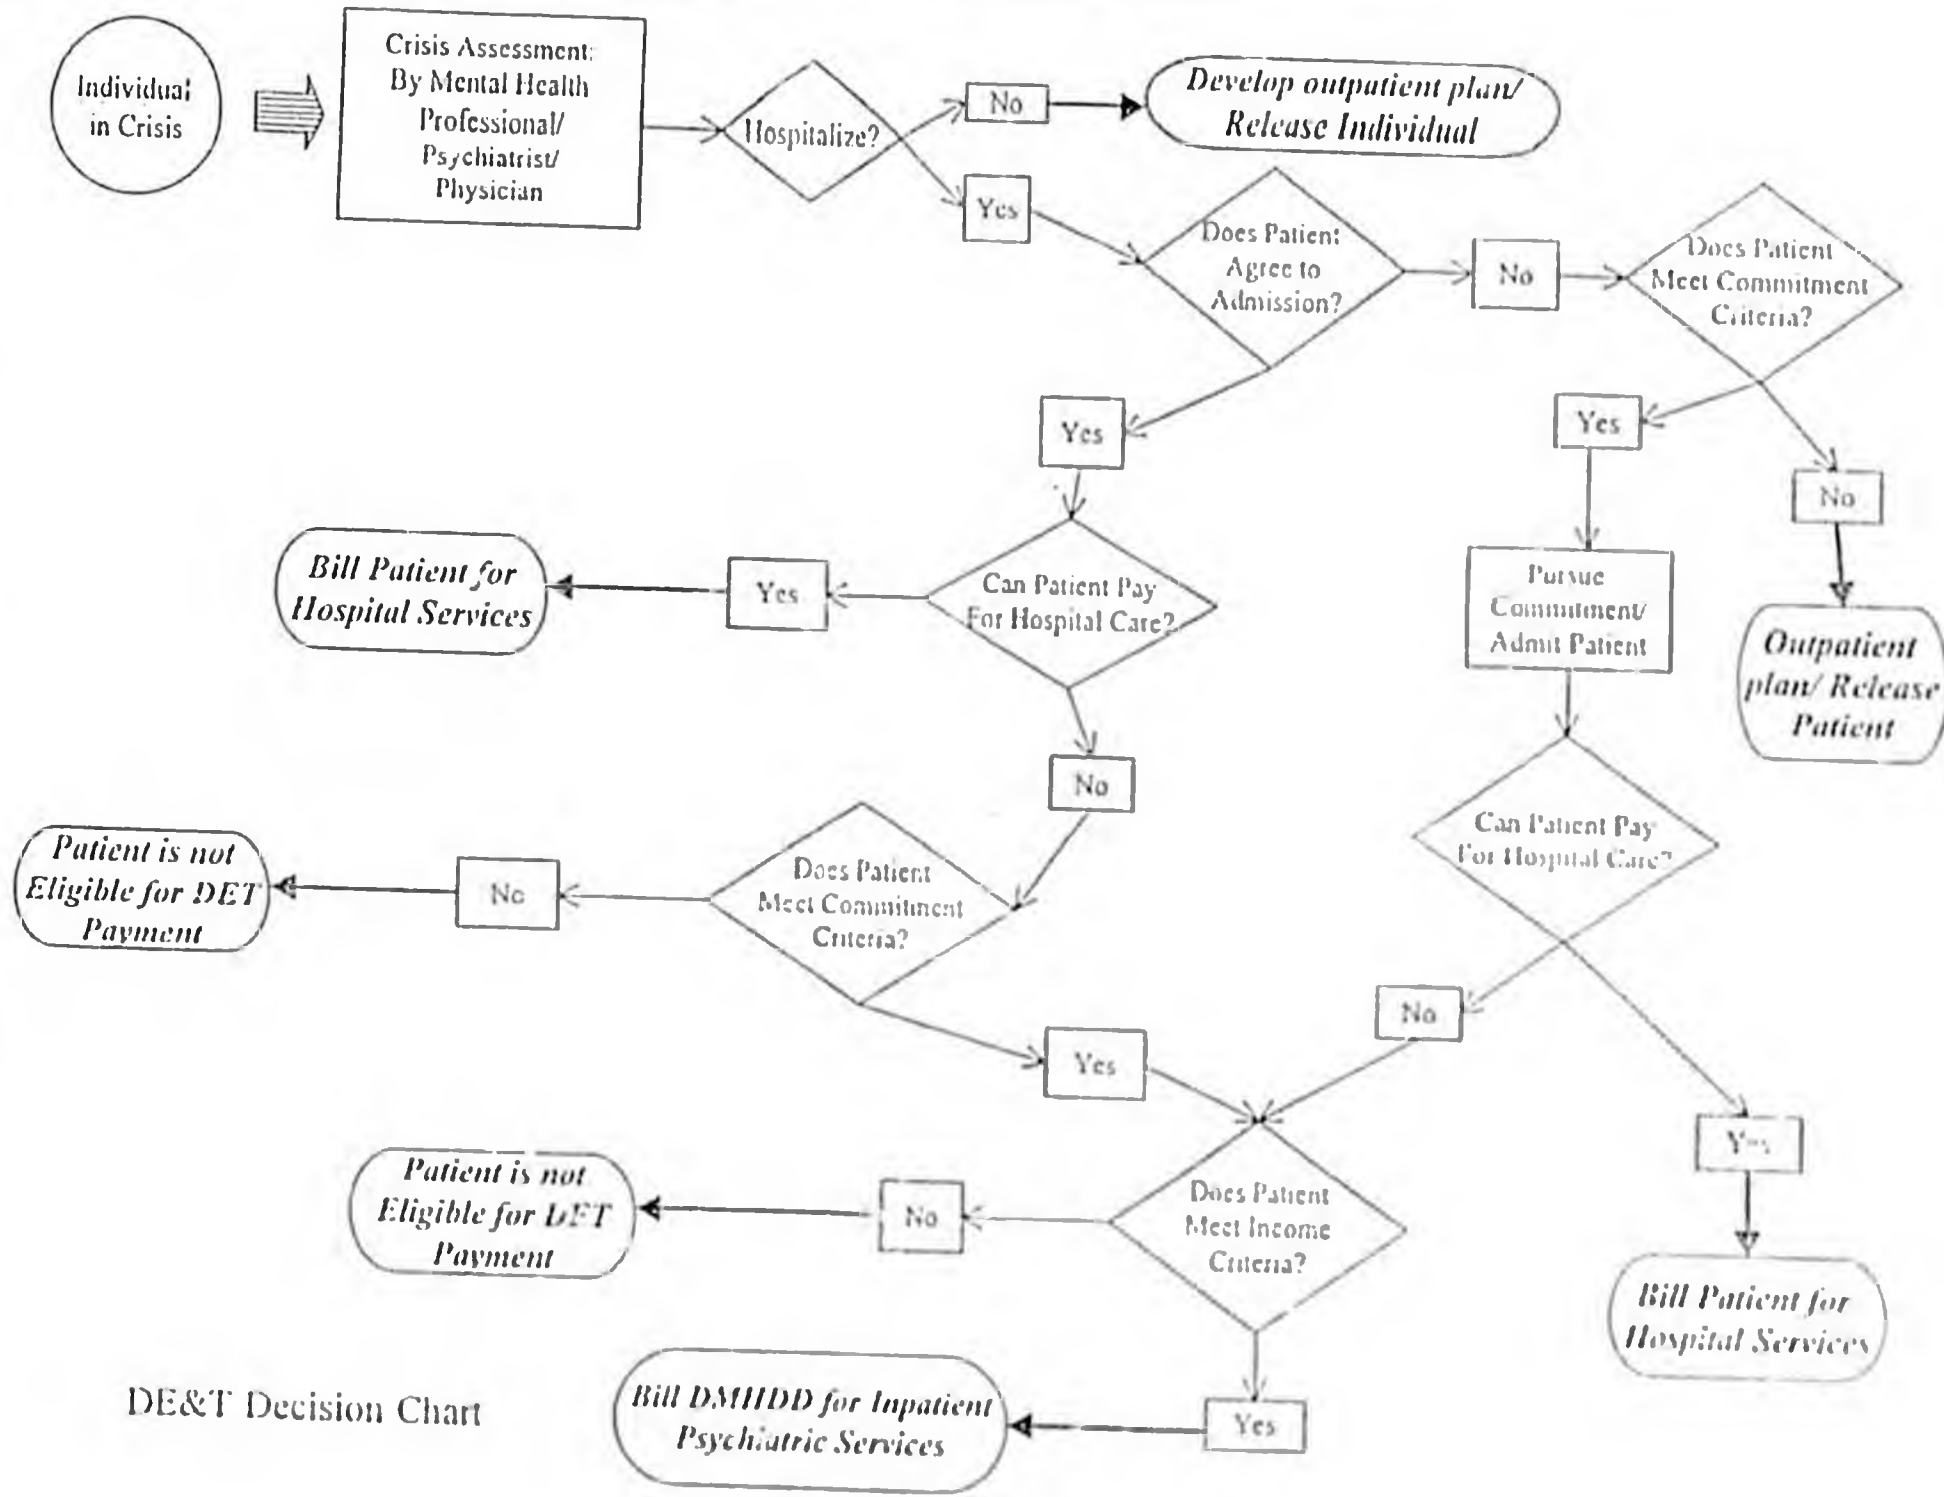 Individual
in Crisis
Crisis Assessment:
By Mental Health
Professional/
Psychiatrist/
Physician
Hospitalize?
No
Develop outpatient plan/
Release Individual
Yes
Does Patient
Agree to
Admission?
No
Does Patient
Meet Commitment
Criteria?
Yes
Yes
No
Bill Patient for
Hospital Services
Yes
Can Patient Pay
For Hospital Care?
Pursue
Commitment/
Admit Patient
Outpatient
plan/ Release
Patient
No
Can Patient Pay
For Hospital Care?
Patient is not
Eligible for DET
Payment
No
Does Patient
Meet Commitment
Criteria?
No
Yes
Yes
Patient is not
Eligible for DET
Payment
No
Does Patient
Meet Income
Criteria?
Bill Patient for
Hospital Services
DE&T Decision Chart
Bill DMHDD for Inpatient
Psychiatric Services
Yes